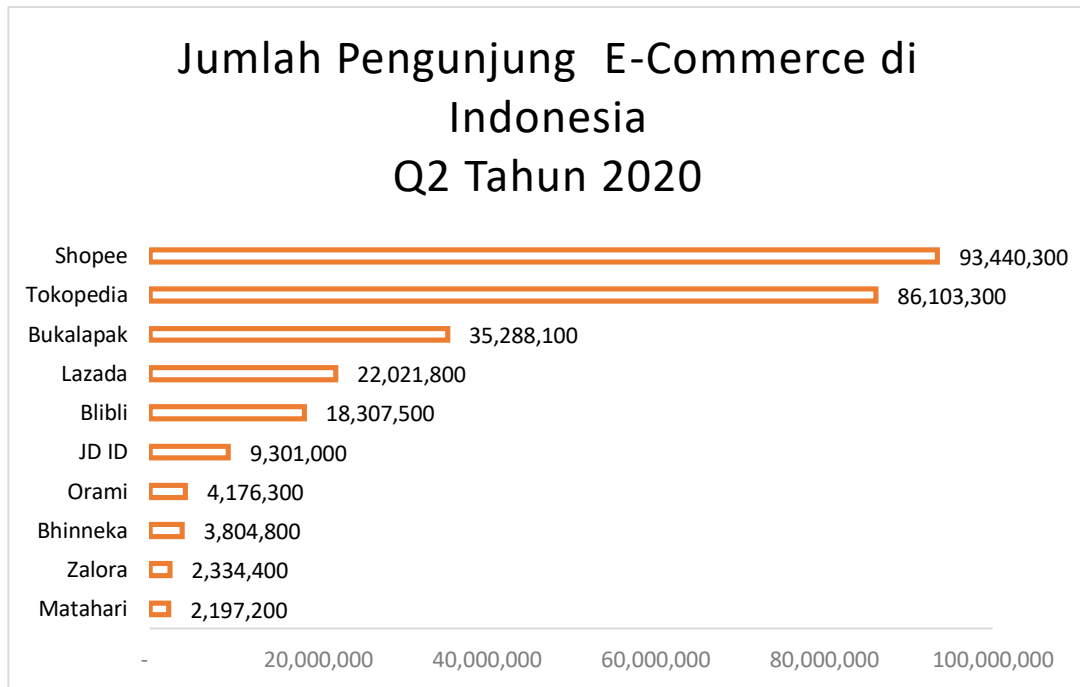 Jumlah Pengunjung E-Commerce di
Indonesia
Q2 Tahun 2020
Shopee 93,440,300
Tokopedia 86,103,300
Bukalapak 35,288,100
Lazada 22,021,800
Blibli 18,307,500
JD ID 9,301,000
Orami 4,176,300
Bhinneka 3,804,800
Zalora 2,334,400
Matahari 2,197,200
- 20,000,000 40,000,000 60,000,000 80,000,000 100,000,000